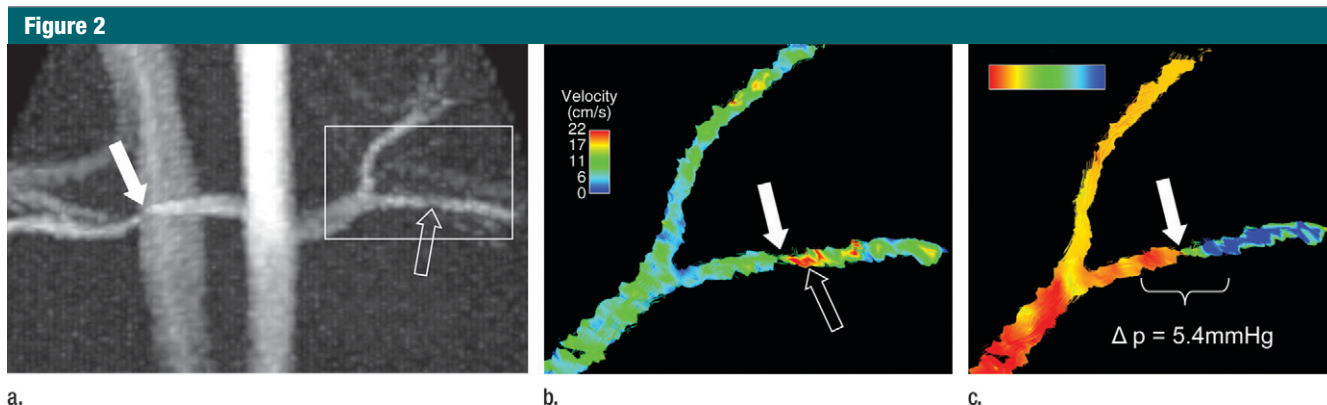 Figure 2
Velocity
(cm/s)
22
17
11
6
0
Δ p = 5.4mmHg
a.
b.
c.